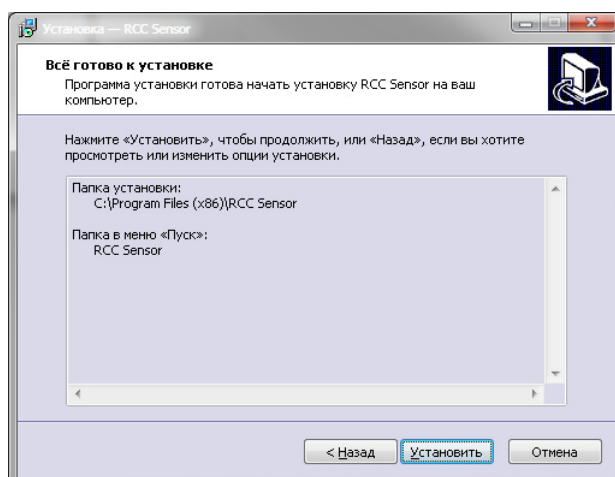 Установка — RCC Sensor
Всё готово к установке
Программа установки готова начать установку RCC Sensor на ваш
компьютер.
Нажмите «Установить», чтобы продолжить, или «Назад», если вы хотите
просмотреть или изменить опции установки.
Папка установки:
C:\Program Files (x86)\RCC Sensor
Папка в меню «Пуск»:
RCC Sensor
< Назад
Установить
Отмена